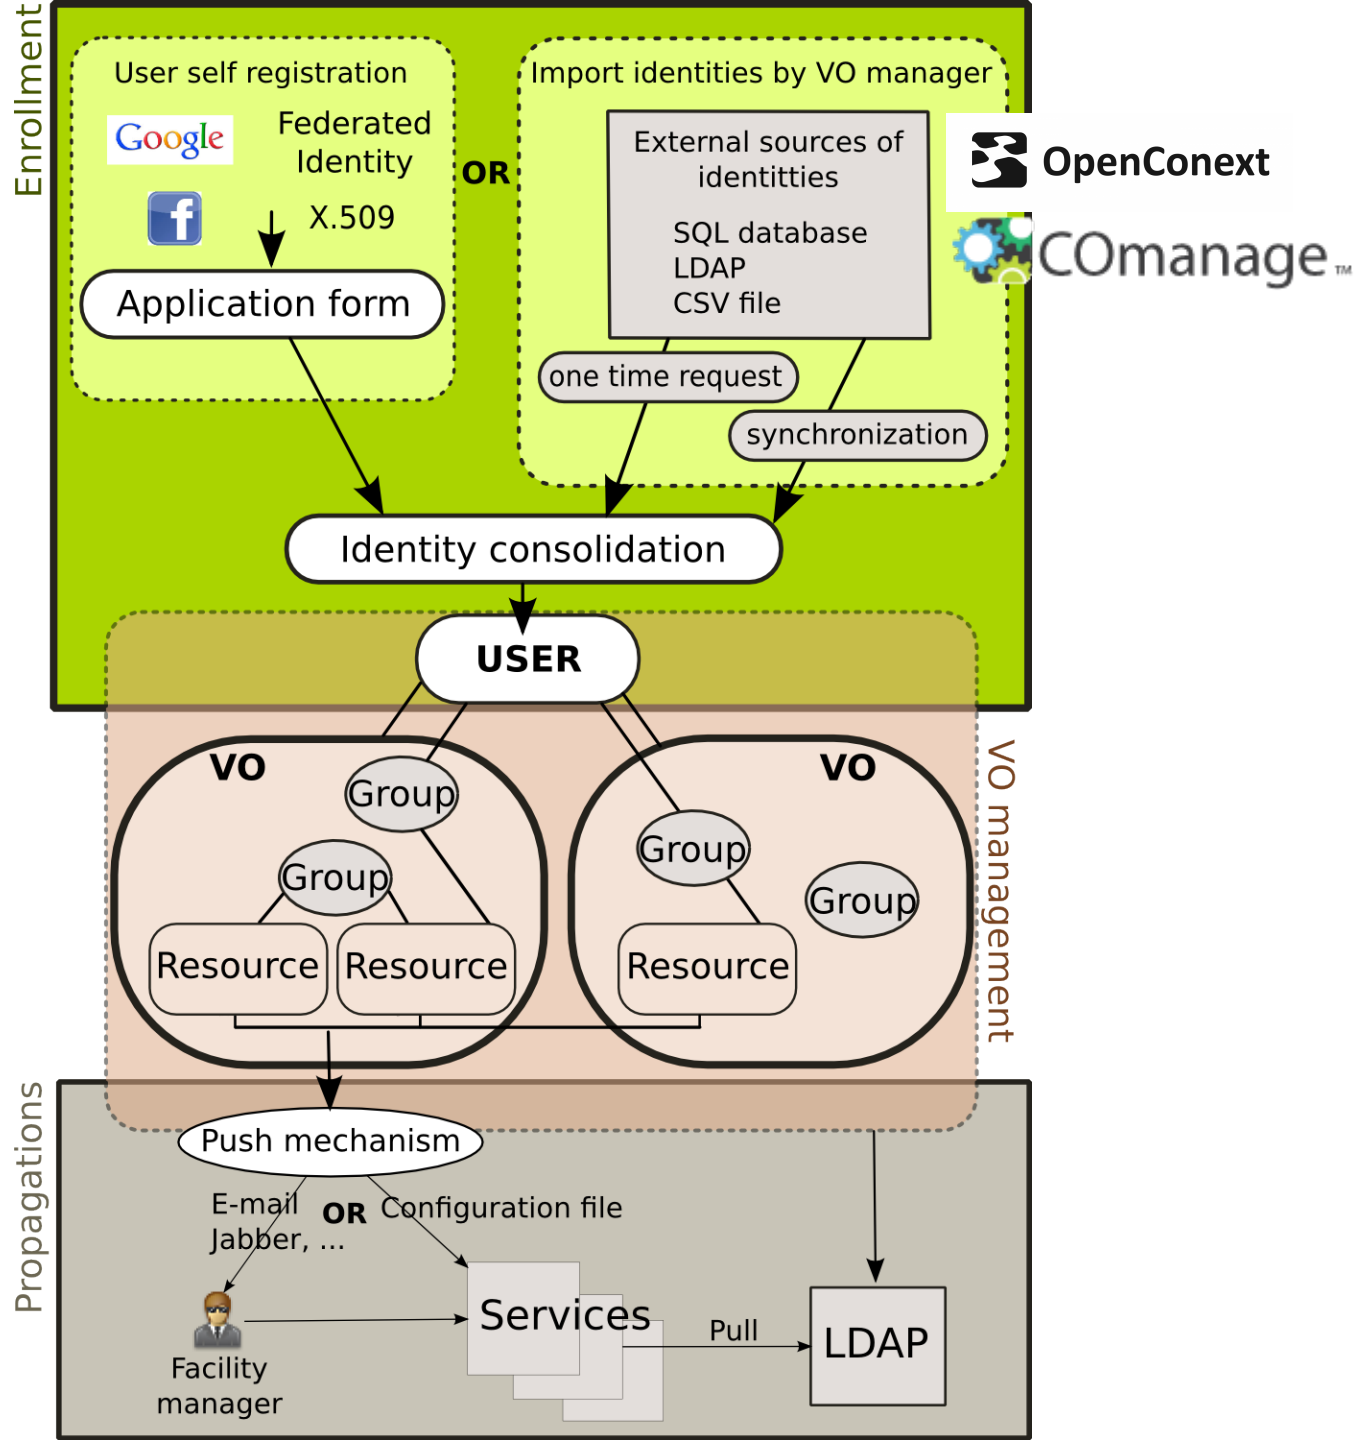 Enrollment
User self registration
Google
Federated
Identity
f
X.509
Application form
OR
Import identities by VO manager
External sources of
identitties
SQL database
LDAP
CSV file
OpenConext
COmanage™
one time request
synchronization
Identity consolidation
USER
VO
Group
Group
Resource
Resource
VO
Group
Group
Resource
VO management
Propagations
Push mechanism
E-mail
Jabber, ...
OR
Configuration file
Facility
manager
Services
Pull
LDAP